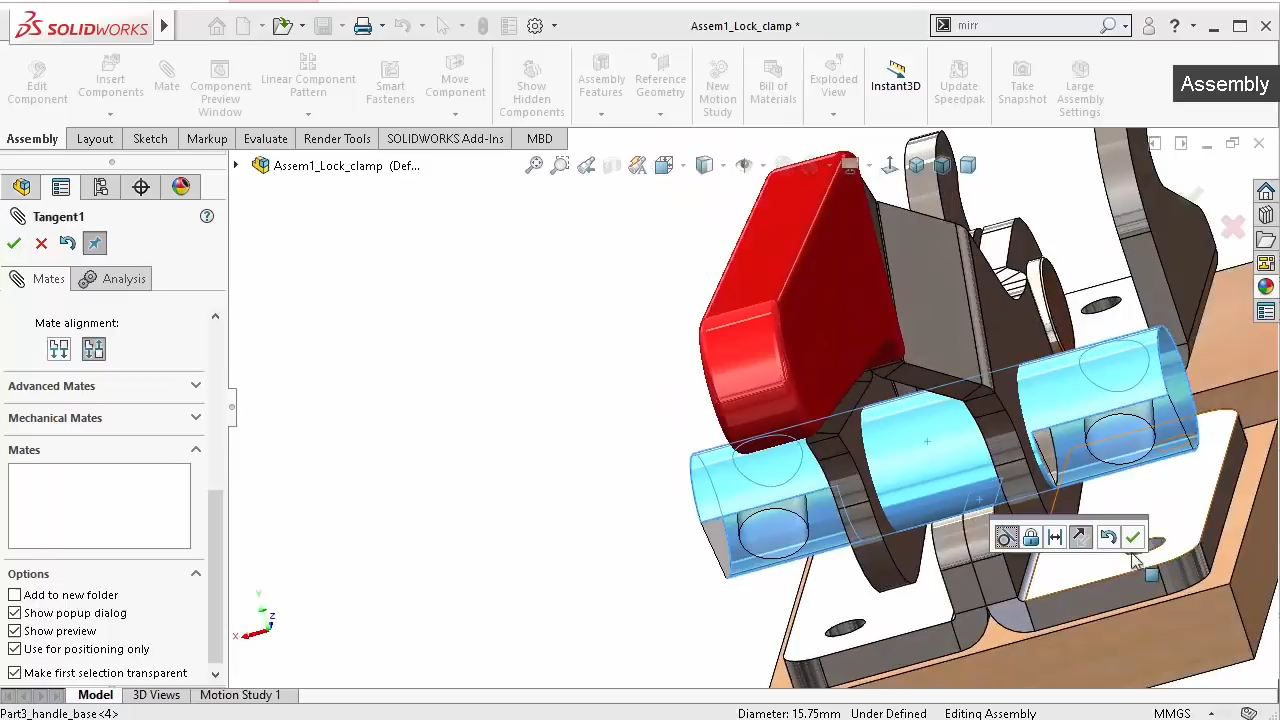 SOLIDWORKS
Assem1_Lock_clamp *
mirr
?
Edit Component
Insert Components
Mate
Component Preview Window
Linear Component Pattern
Smart Fasteners
Move Component
Show Hidden Components
Assembly Features
Reference Geometry
New Motion Study
Bill of Materials
Exploded View
Instant3D
Update Speedpak
Take Snapshot
Large Assembly Settings
Assembly
Assembly
Layout
Sketch
Markup
Evaluate
Render Tools
SOLIDWORKS Add-Ins
MBD
Assem1_Lock_clamp (Def...
Tangent1
?
Mates
Analysis
Mate alignment:
Advanced Mates
Mechanical Mates
Mates
Options
Add to new folder
Show popup dialog
Show preview
Use for positioning only
Make first selection transparent
Y
Z
X
Model
3D Views
Motion Study 1
Part3_handle_base<4>
Diameter: 15.75mm
Under Defined
Editing Assembly
MMGS